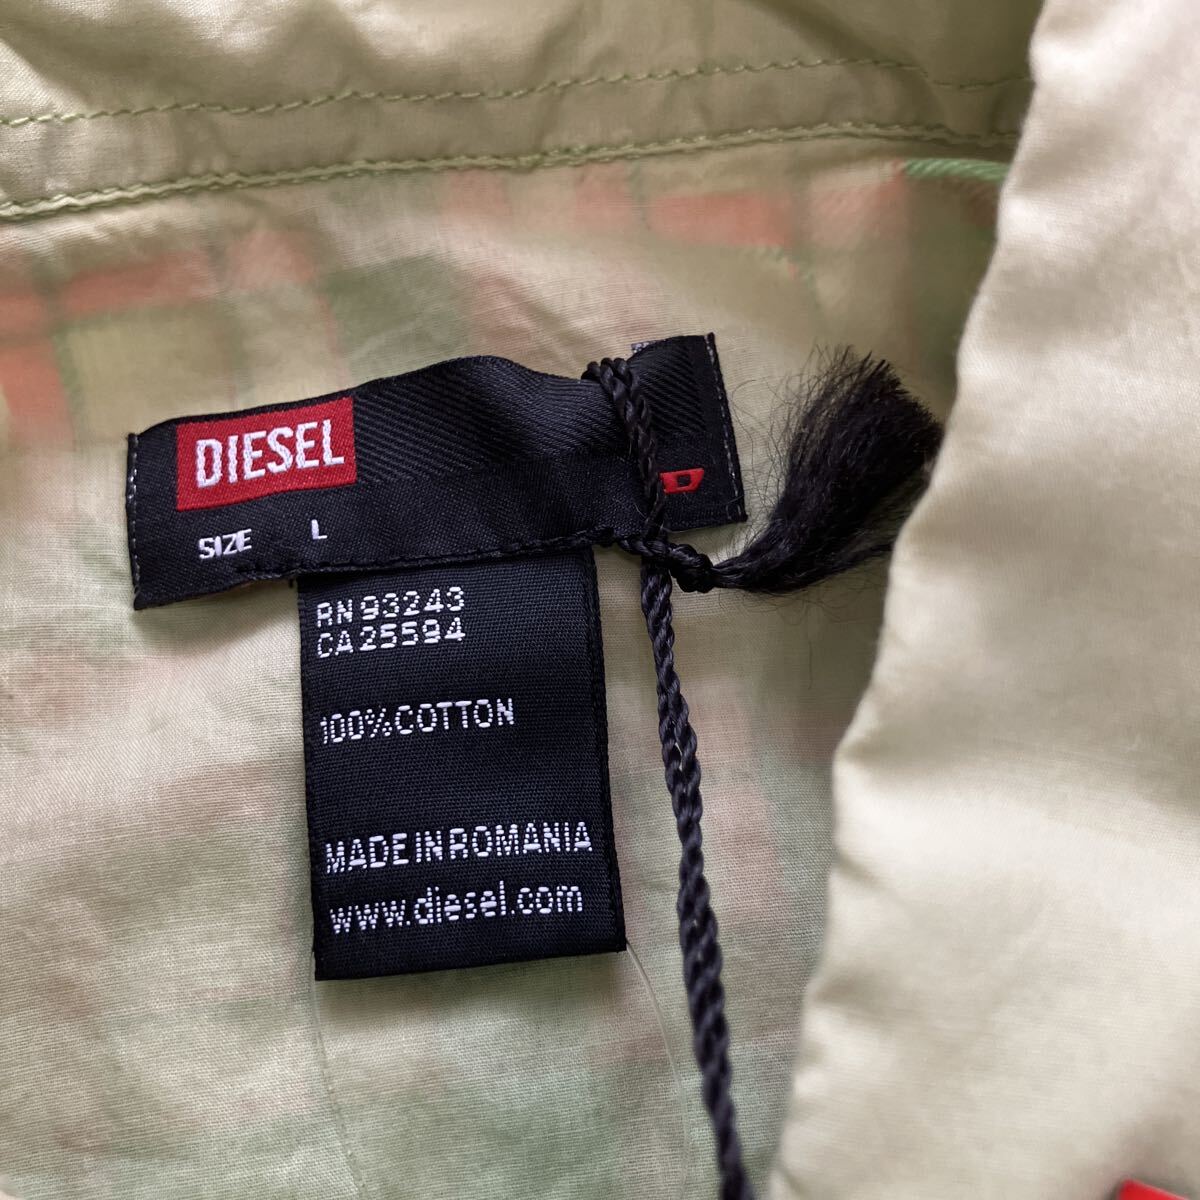 DIESEL
SIZE L
D
RN 93243
CA 25594
100% COTTON
MADE IN ROMANIA
www.diesel.com